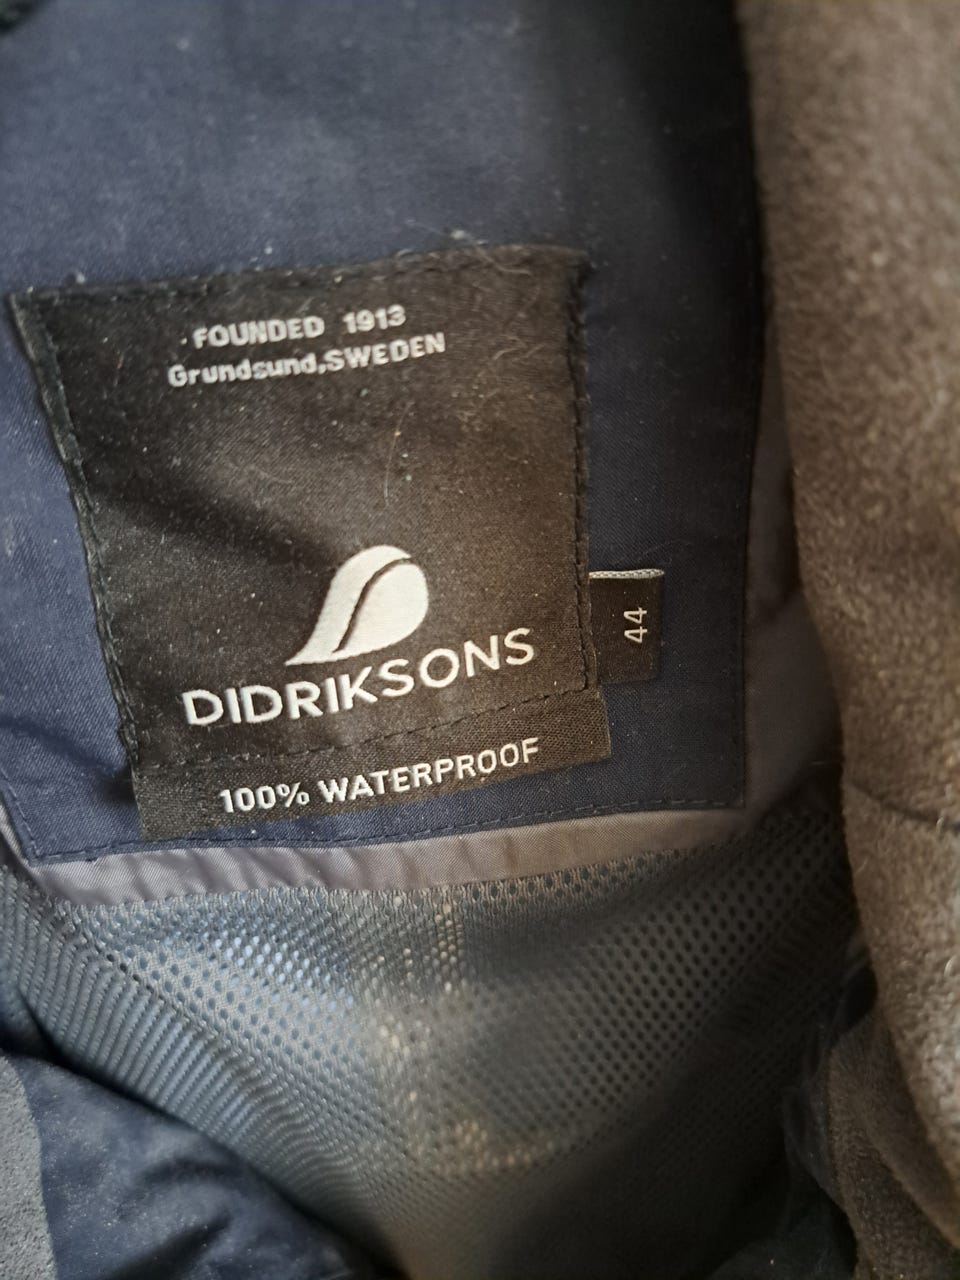 FOUNDED 1913
Grundsund,SWEDEN
DIDRIKSONS
100% WATERPROOF
44